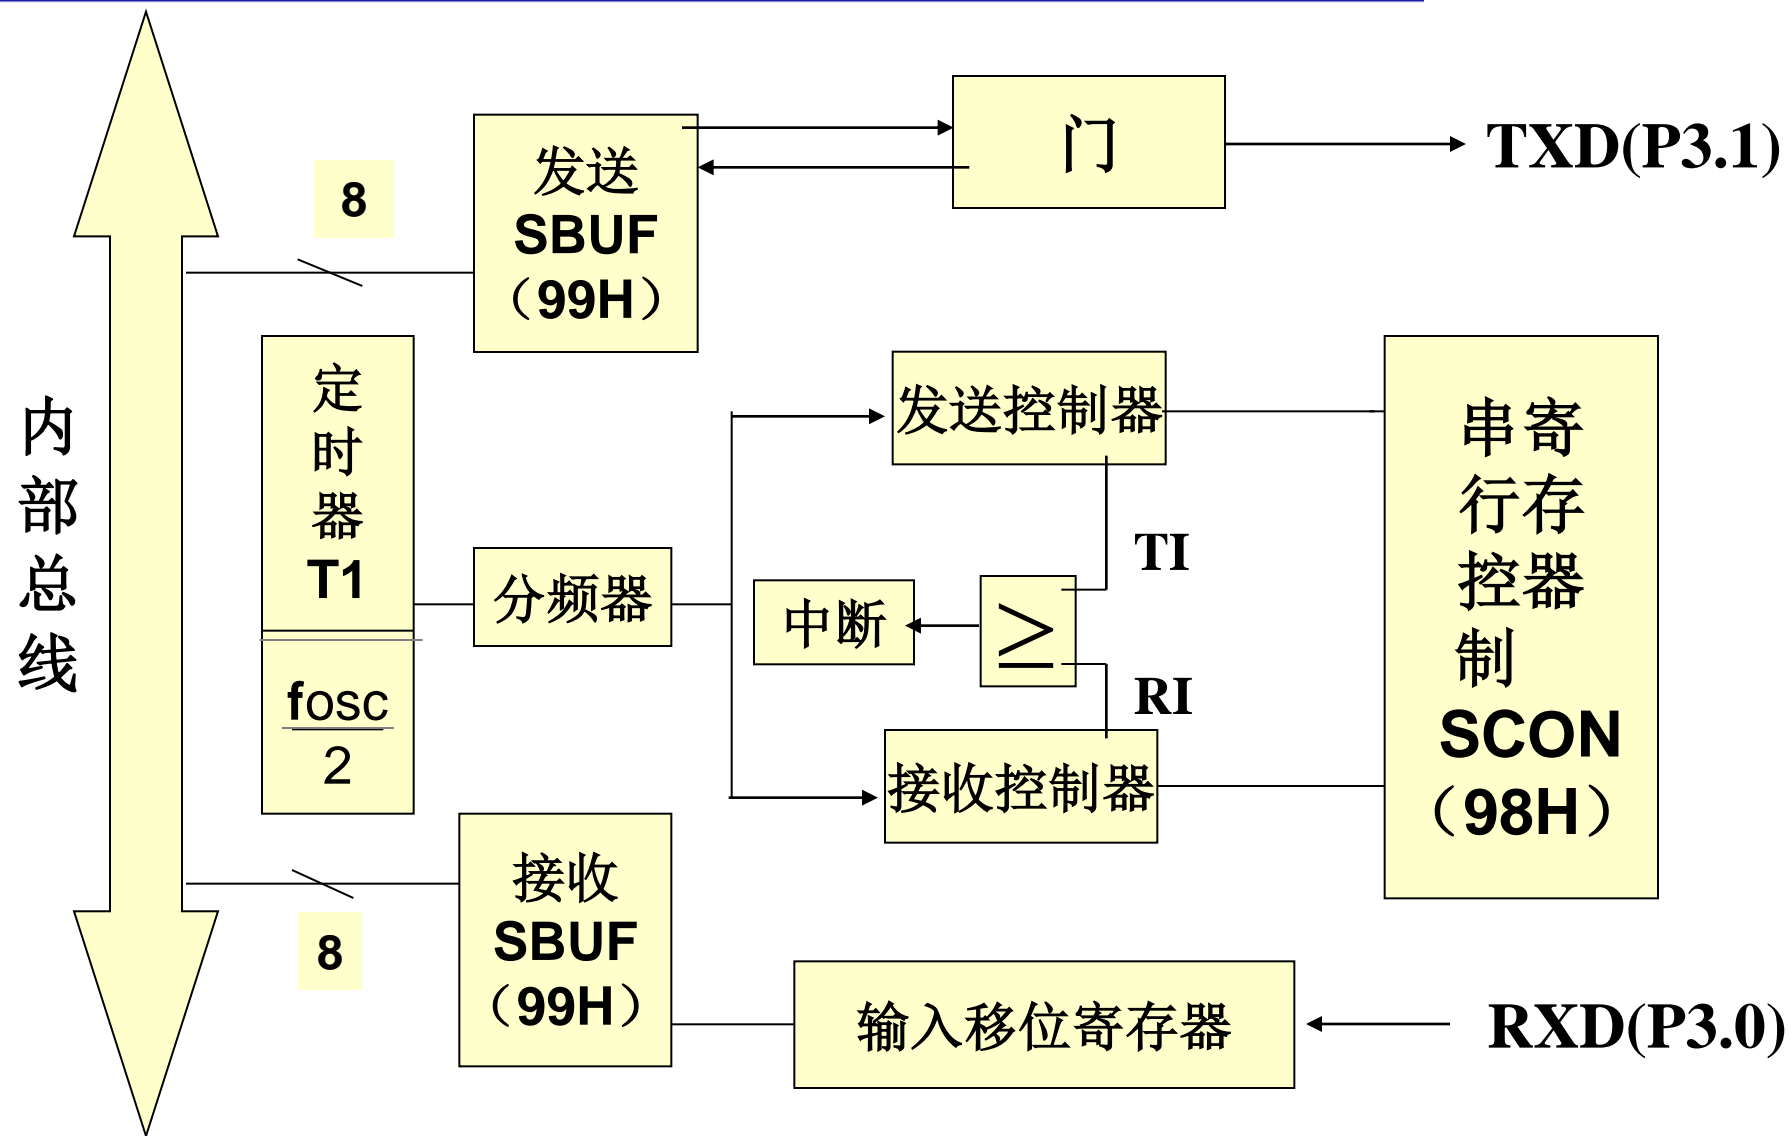 门
TXD(P3.1)
发送
SBUF
（99H）
8
内部总线
定时器
T1
fosc
2
分频器
发送控制器
TI
中断
≥
RI
接收控制器
串寄
行存
控器
制
SCON
（98H）
接收
SBUF
（99H）
8
输入移位寄存器
RXD(P3.0)